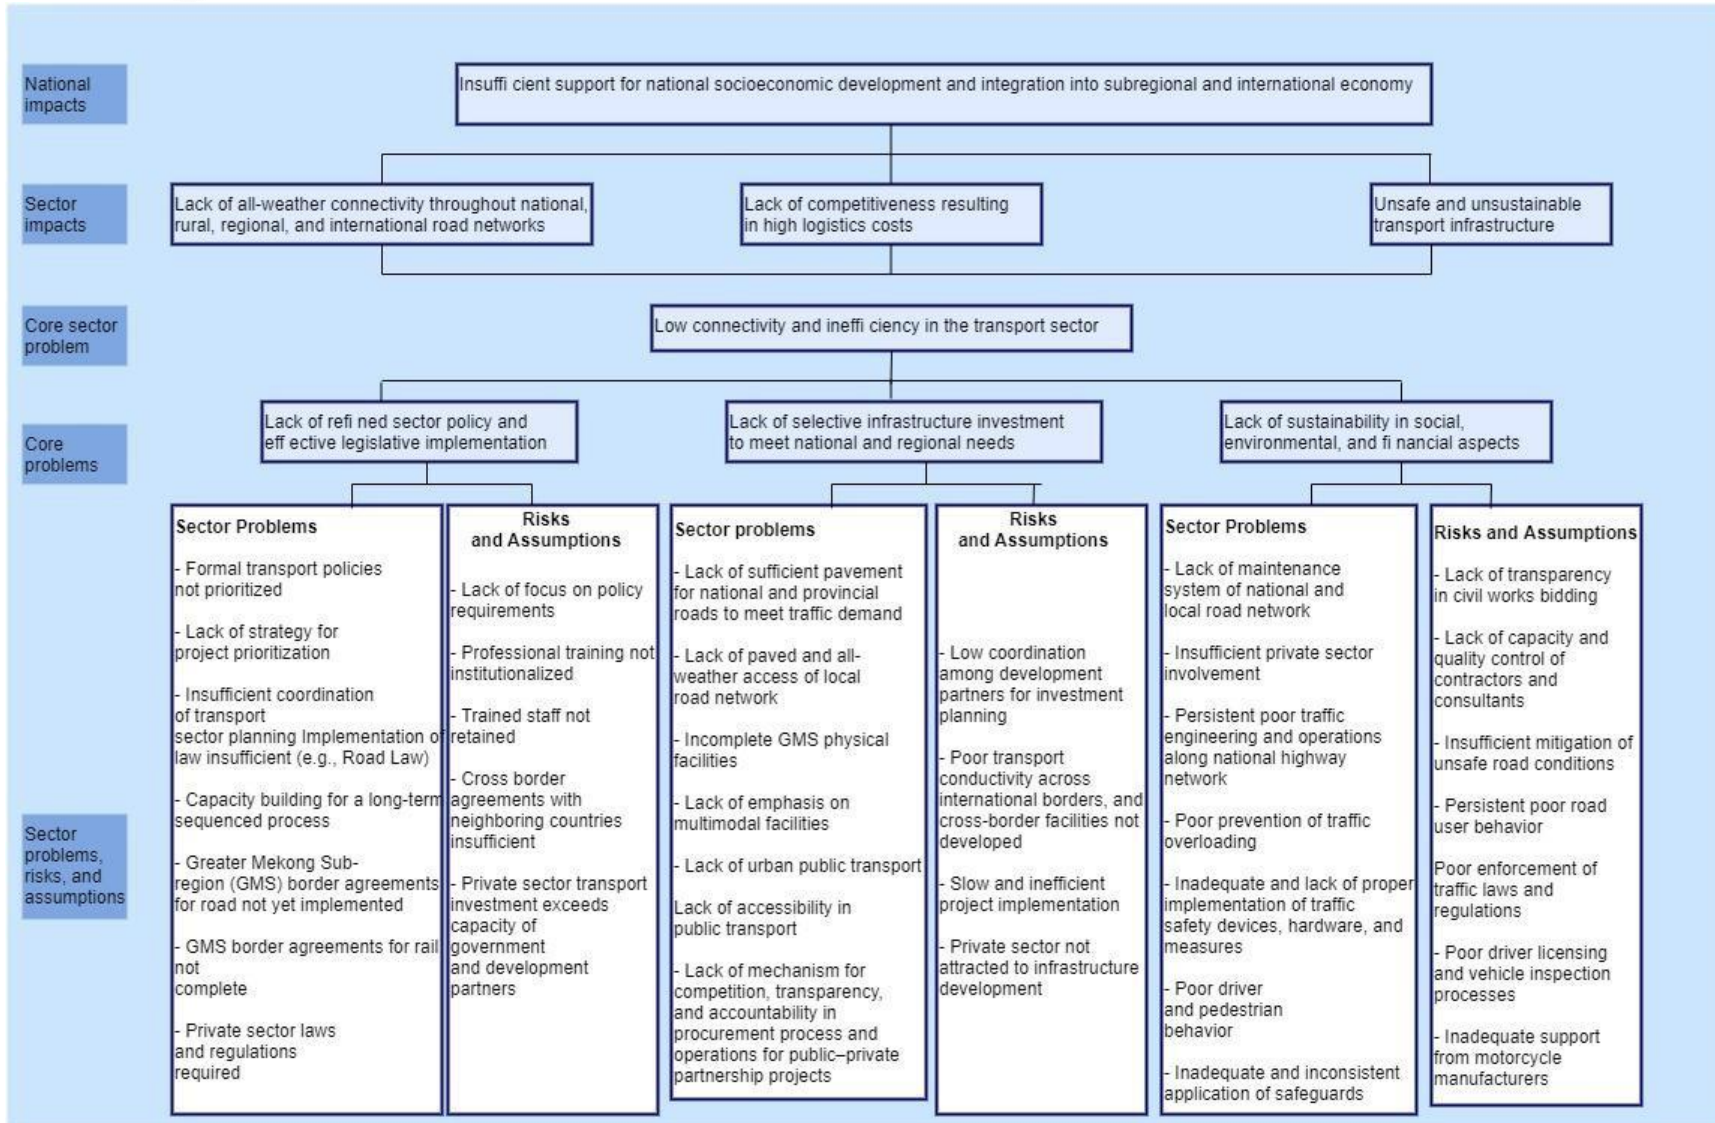 National
impacts
Insuffi cient support for national socioeconomic development and integration into subregional and international economy
Sector
impacts
Lack of all-weather connectivity throughout national,
rural, regional, and international road networks
Lack of competitiveness resulting
in high logistics costs
Unsafe and unsustainable
transport infrastructure
Core sector
problem
Low connectivity and ineffi ciency in the transport sector
Core
problems
Lack of refi ned sector policy and
eff ective legislative implementation
Lack of selective infrastructure investment
to meet national and regional needs
Lack of sustainability in social,
environmental, and fi nancial aspects
Sector
problems,
risks, and
assumptions
Sector Problems
- Formal transport policies
not prioritized
- Lack of strategy for
project prioritization
- Insufficient coordination
of transport
sector planning Implementation of
law insufficient (e.g., Road Law)
- Capacity building for a long-term
sequenced process
- Greater Mekong Sub-
region (GMS) border agreements
for road not yet implemented
- GMS border agreements for rail
not
complete
- Private sector laws
and regulations
required
Risks
and Assumptions
- Lack of focus on policy
requirements
- Professional training not
institutionalized
- Trained staff not
retained
- Cross border
agreements with
neighboring countries
insufficient
- Private sector transport
investment exceeds
capacity of
government
and development
partners
Sector problems
- Lack of sufficient pavement
for national and provincial
roads to meet traffic demand
- Lack of paved and all-
weather access of local
road network
- Incomplete GMS physical
facilities
- Lack of emphasis on
multimodal facilities
- Lack of urban public transport
Lack of accessibility in
public transport
- Lack of mechanism for
competition, transparency,
and accountability in
procurement process and
operations for public–private
partnership projects
Risks
and Assumptions
- Low coordination
among development
partners for investment
planning
- Poor transport
conductivity across
international borders, and
cross-border facilities not
developed
- Slow and inefficient
project implementation
- Private sector not
attracted to infrastructure
development
Sector Problems
- Lack of maintenance
system of national and
local road network
- Insufficient private sector
involvement
- Persistent poor traffic
engineering and operations
along national highway
network
- Poor prevention of traffic
overloading
- Inadequate and lack of proper
implementation of traffic
safety devices, hardware, and
measures
- Poor driver
and pedestrian
behavior
- Inadequate and inconsistent
application of safeguards
Risks and Assumptions
- Lack of transparency
in civil works bidding
- Lack of capacity and
quality control of
contractors and
consultants
- Insufficient mitigation of
unsafe road conditions
- Persistent poor road
user behavior
Poor enforcement of
traffic laws and
regulations
- Poor driver licensing
and vehicle inspection
processes
- Inadequate support
from motorcycle
manufacturers